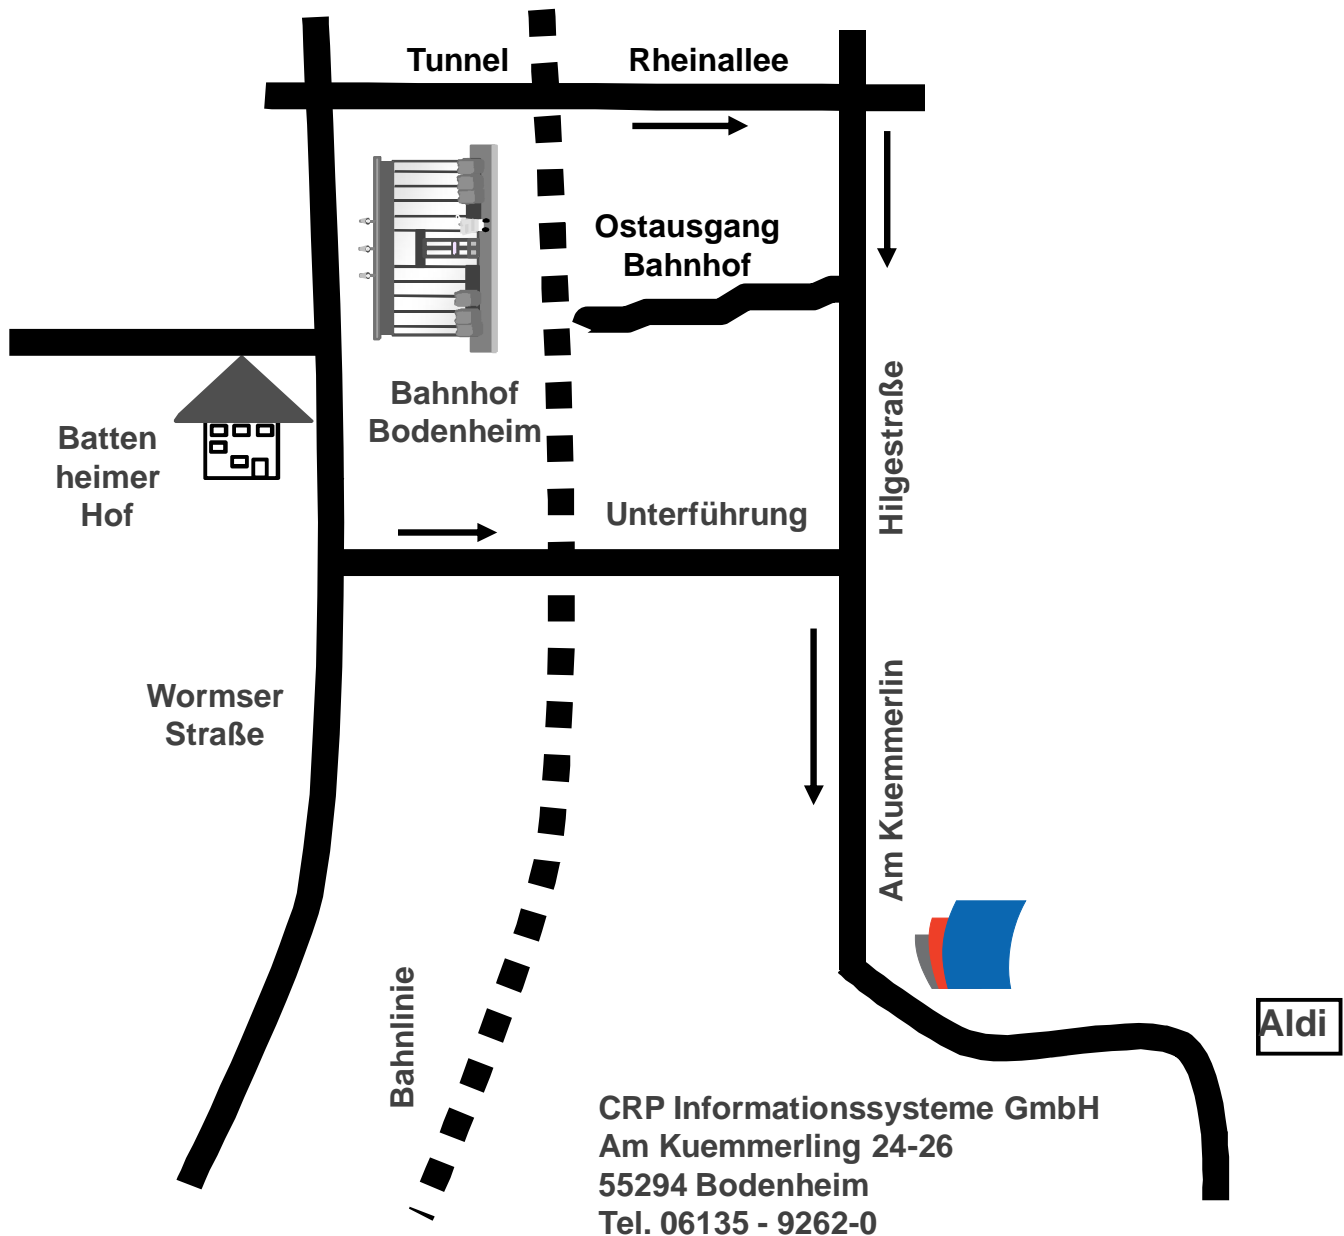 Tunnel
Rheinallee
Ostausgang
Bahnhof
Bahnhof
Bodenheim
Batten
heimer
Hof
Hilgestraße
Unterführung
Wormser
Straße
Am Kuemmerlin
Bahnlinie
Aldi
CRP Informationssysteme GmbH
Am Kuemmerling 24-26
55294 Bodenheim
Tel. 06135 - 9262-0